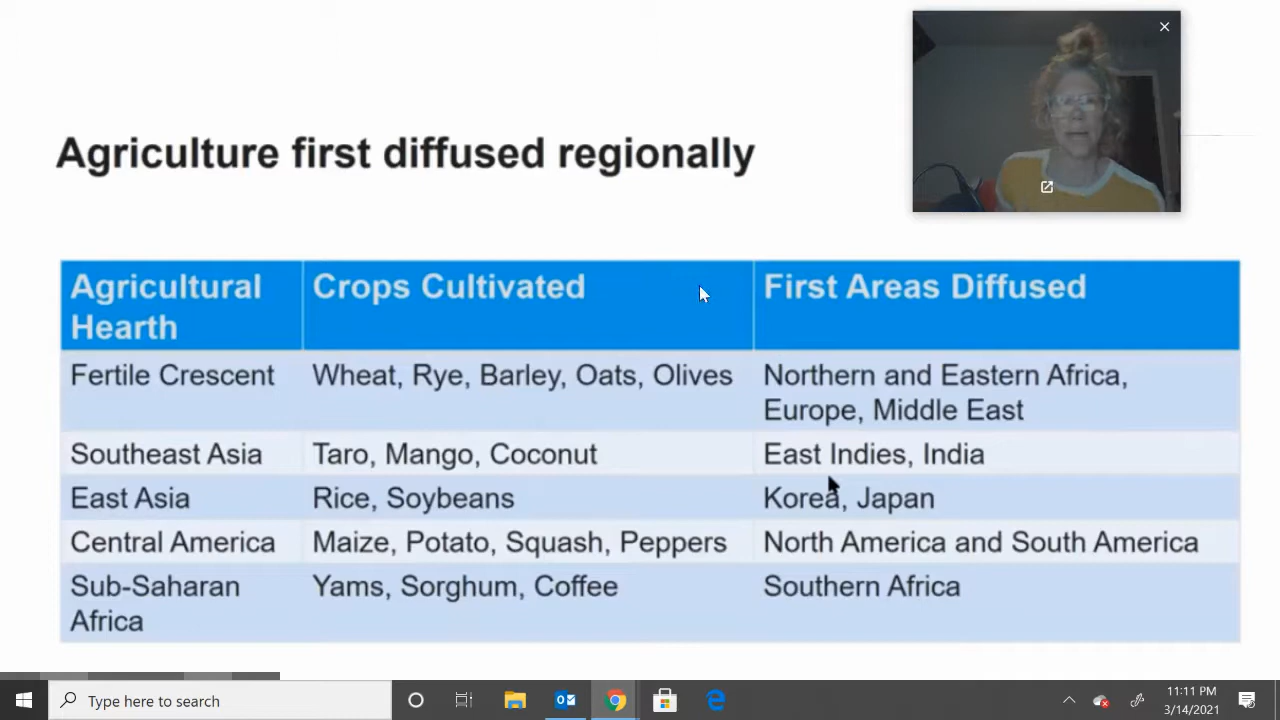 Agriculture first diffused regionally
Agricultural Hearth
Crops Cultivated
First Areas Diffused
Fertile Crescent
Wheat, Rye, Barley, Oats, Olives
Northern and Eastern Africa,
Europe, Middle East
Southeast Asia
Taro, Mango, Coconut
East Indies, India
East Asia
Rice, Soybeans
Korea, Japan
Central America
Maize, Potato, Squash, Peppers
North America and South America
Sub-Saharan
Africa
Yams, Sorghum, Coffee
Southern Africa
Type here to search
11:11 PM
3/14/2021